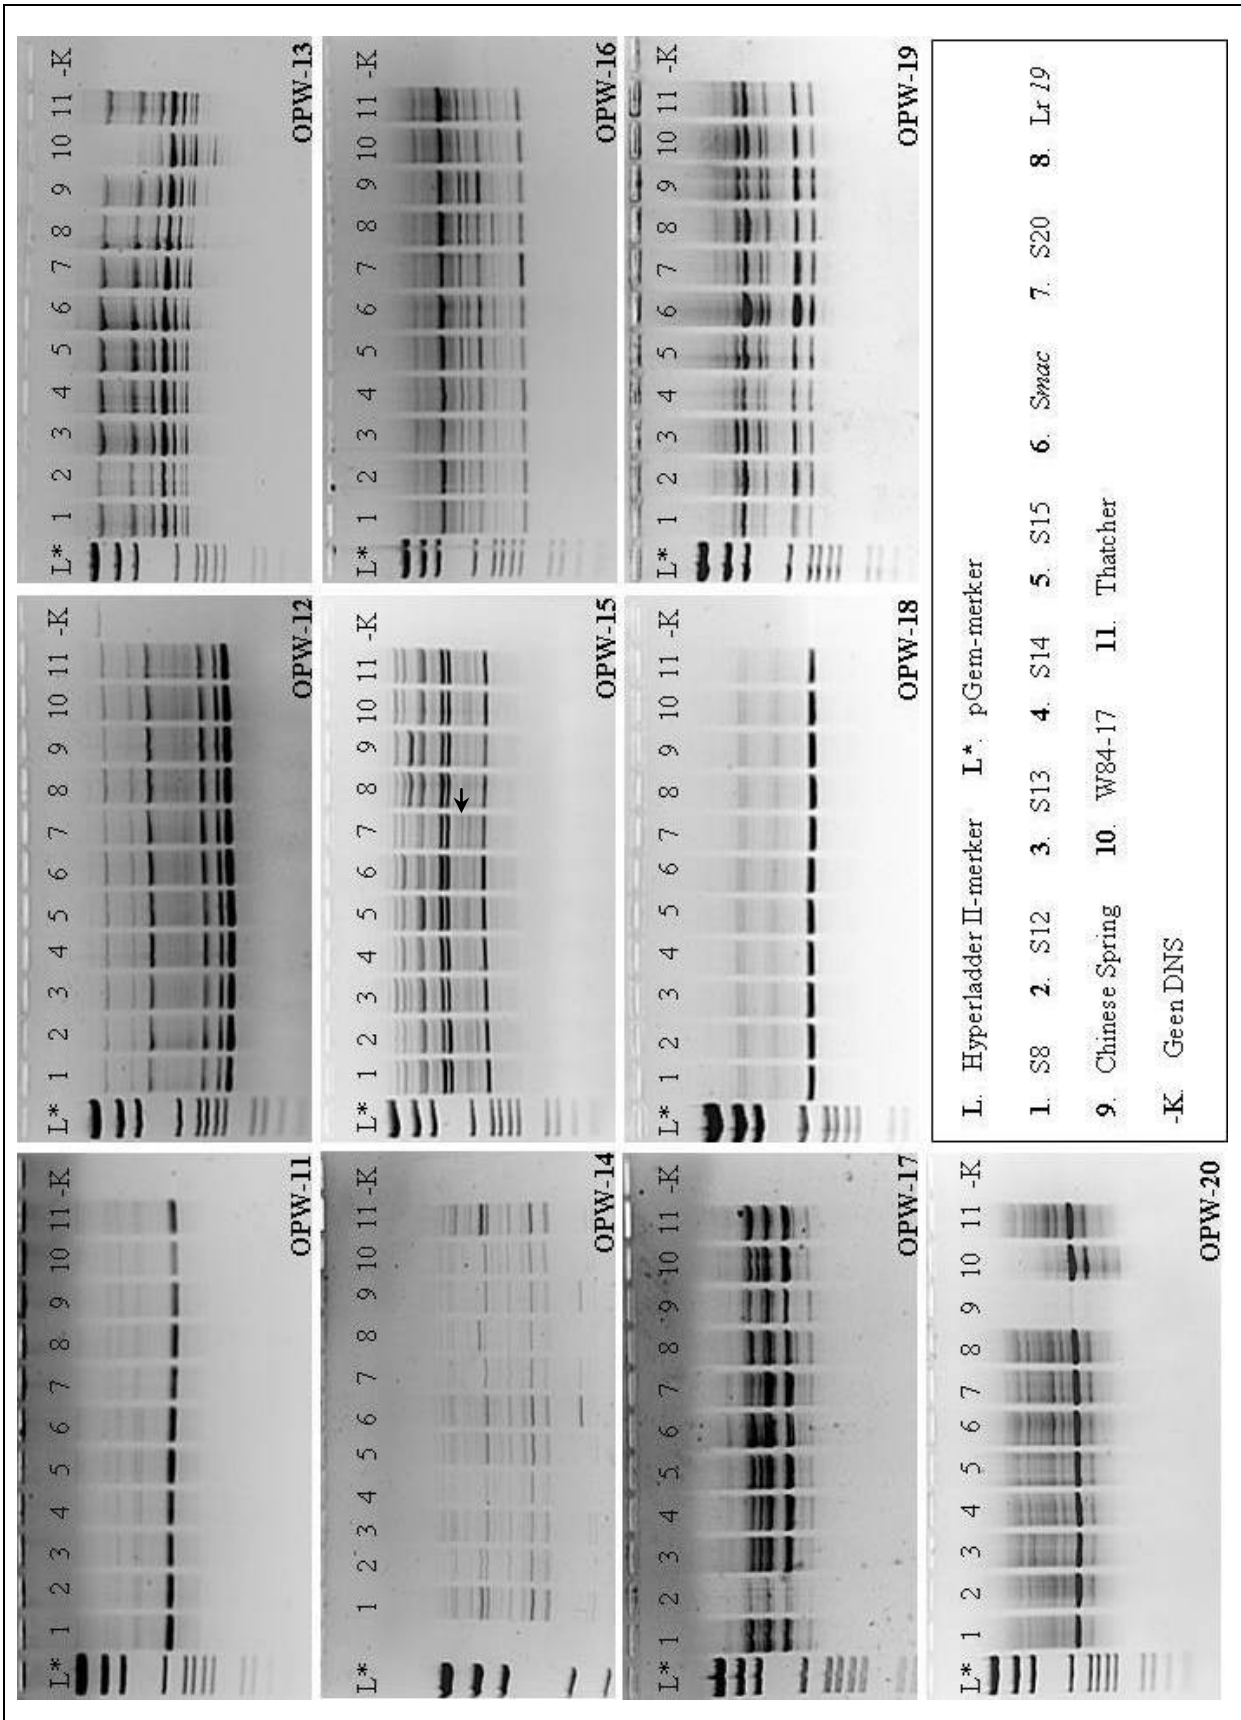 L* 1 2 3 4 5 6 7 8 9 10 11 -K
OPW-11
L* 1 2 3 4 5 6 7 8 9 10 11 -K
OPW-12
L* 1 2 3 4 5 6 7 8 9 10 11 -K
OPW-13
L* 1 2 3 4 5 6 7 8 9 10 11 -K
OPW-14
L* 1 2 3 4 5 6 7 8 9 10 11 -K
OPW-15
L* 1 2 3 4 5 6 7 8 9 10 11 -K
OPW-16
L* 1 2 3 4 5 6 7 8 9 10 11 -K
OPW-17
L* 1 2 3 4 5 6 7 8 9 10 11 -K
OPW-18
L* 1 2 3 4 5 6 7 8 9 10 11 -K
OPW-19
L* 1 2 3 4 5 6 7 8 9 10 11 -K
OPW-20
L. Hyperladder II-merker L*. pGem-merker
1. S8 2. S12 3. S13 4. S14 5. S15 6. Smac 7. S20 8. Lr 19
9. Chinese Spring 10. W84-17 11. Thatcher
-K. Geen DNS